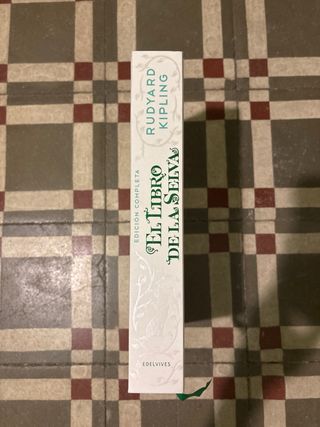 RUDYARD
KIPLING
EDICIÓN COMPLETA
EL LIBRO
DE LA SELVA
EDELVIVES